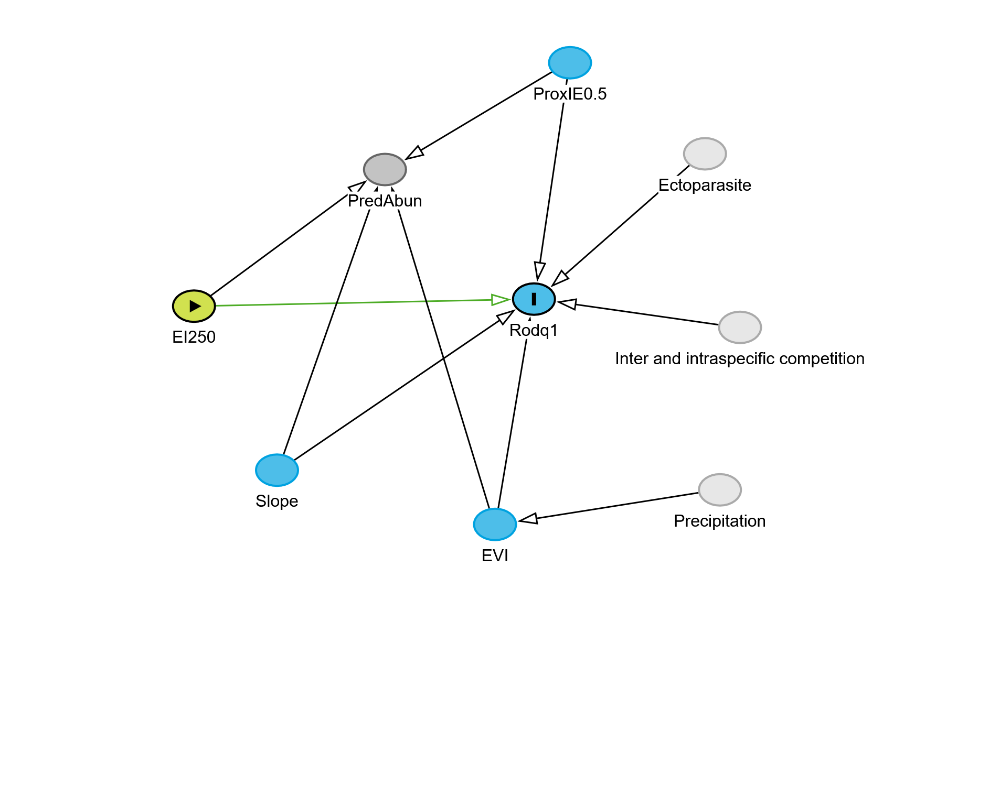 ProxIE0.5
Ectoparasite
PredAbun
EI250
Rodq1
Inter and intraspecific competition
Slope
Precipitation
EVI